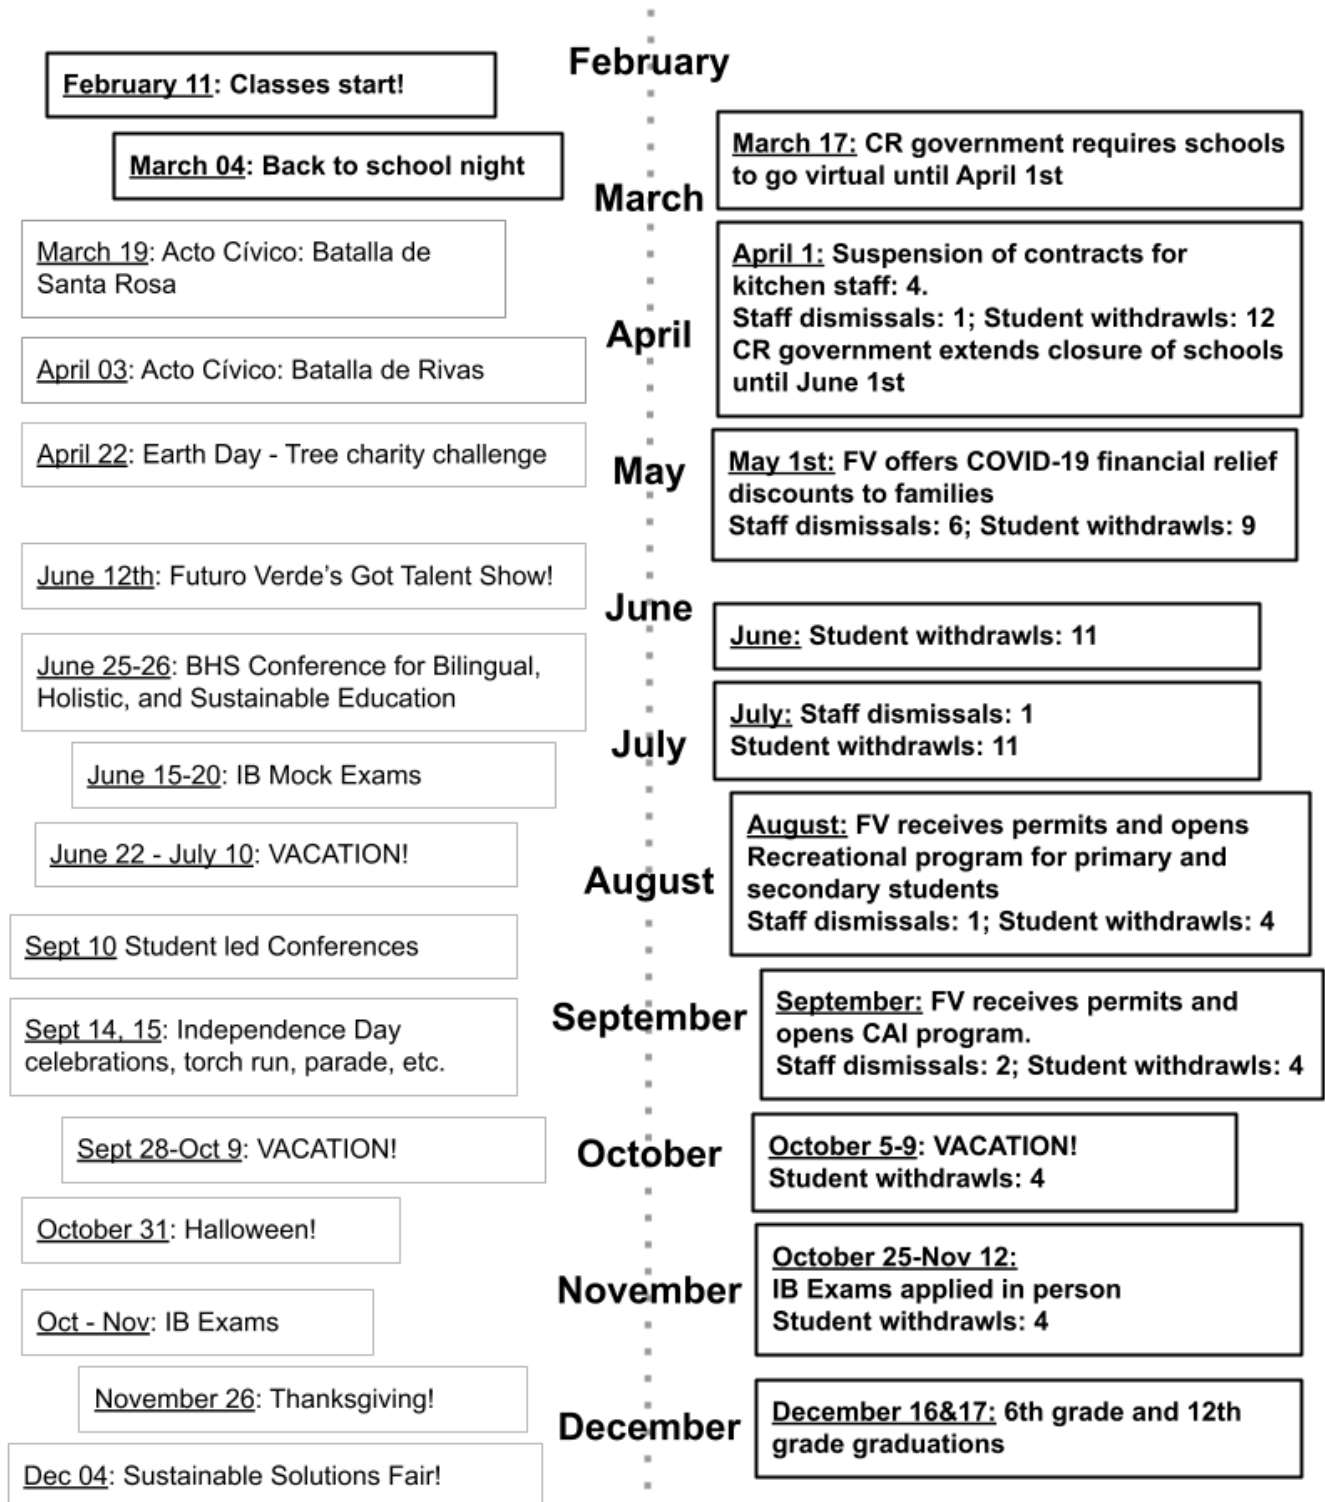 February
February 11: Classes start!
March 04: Back to school night
March 17: CR government requires schools
to go virtual until April 1st
March
March 19: Acto Cívico: Batalla de
Santa Rosa
April 1: Suspension of contracts for
kitchen staff: 4.
Staff dismissals: 1; Student withdrawls: 12
CR government extends closure of schools
until June 1st
April
April 03: Acto Cívico: Batalla de Rivas
April 22: Earth Day - Tree charity challenge
May
May 1st: FV offers COVID-19 financial relief
discounts to families
Staff dismissals: 6; Student withdrawls: 9
June 12th: Futuro Verde's Got Talent Show!
June
June: Student withdrawls: 11
June 25-26: BHS Conference for Bilingual,
Holistic, and Sustainable Education
July
July: Staff dismissals: 1
Student withdrawls: 11
June 15-20: IB Mock Exams
June 22 - July 10: VACATION!
August
August: FV receives permits and opens
Recreational program for primary and
secondary students
Staff dismissals: 1; Student withdrawls: 4
Sept 10 Student led Conferences
September
September: FV receives permits and
opens CAI program.
Staff dismissals: 2; Student withdrawls: 4
Sept 14, 15: Independence Day
celebrations, torch run, parade, etc.
Sept 28-Oct 9: VACATION!
October
October 5-9: VACATION!
Student withdrawls: 4
October 31: Halloween!
November
October 25-Nov 12:
IB Exams applied in person
Student withdrawls: 4
Oct - Nov: IB Exams
November 26: Thanksgiving!
December
December 16&17: 6th grade and 12th
grade graduations
Dec 04: Sustainable Solutions Fair!